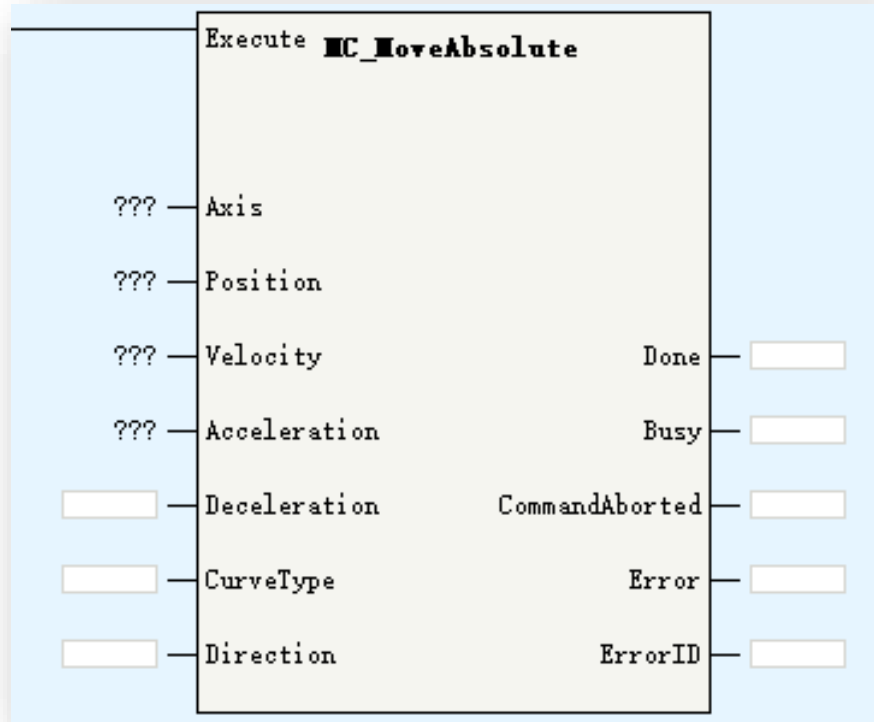 Execute MC_MoveAbsolute
??? Axis
??? Position
??? Velocity Done
??? Acceleration Busy
Deceleration CommandAborted
CurveType Error
Direction ErrorID